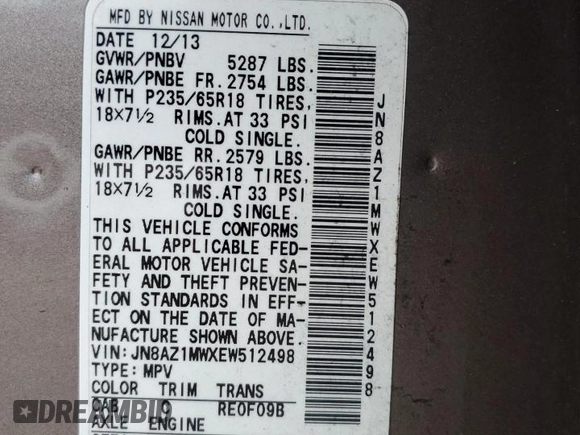 MFD BY NISSAN MOTOR CO.,LTD.
DATE 12/13
GVWR/PNBV 5287 LBS.
GAWR/PNBE FR. 2754 LBS.
WITH P235/65R18 TIRES,
18X7½ RIMS.AT 33 PSI
COLD SINGLE.
GAWR/PNBE RR. 2579 LBS.
WITH P235/65R18 TIRES,
18X7½ RIMS.AT 33 PSI
COLD SINGLE.
THIS VEHICLE CONFORMS
TO ALL APPLICABLE FED-
ERAL MOTOR VEHICLE SA-
FETY AND THEFT PREVEN-
TION STANDARDS IN EFF-
ECT ON THE DATE OF MA-
NUFACTURE SHOWN ABOVE.
VIN:JN8AZ1MWXEW512498
TYPE: MPV
COLOR TRIM TRANS
CAB RE0F09B
AXLE ENGINE
JN8AZ1MWXEW512498
DREAMBID